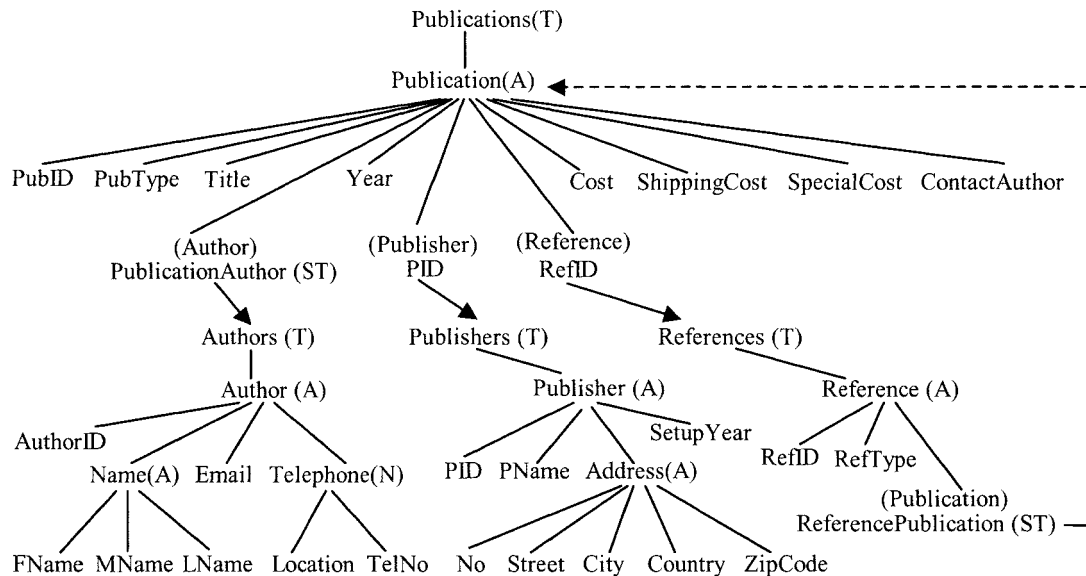 Publications(T)
Publication(A)
PubID PubType Title Year Cost ShippingCost SpecialCost ContactAuthor
(Author) (Publisher) (Reference)
PublicationAuthor (ST) PID RefID
Authors (T) Publishers (T) References (T)
Author (A) Publisher (A) Reference (A)
AuthorID SetupYear
Name(A) Email Telephone(N) PID PName Address(A) RefID RefType
(Publication)
ReferencePublication (ST)
FName MName LName Location TelNo No Street City Country ZipCode